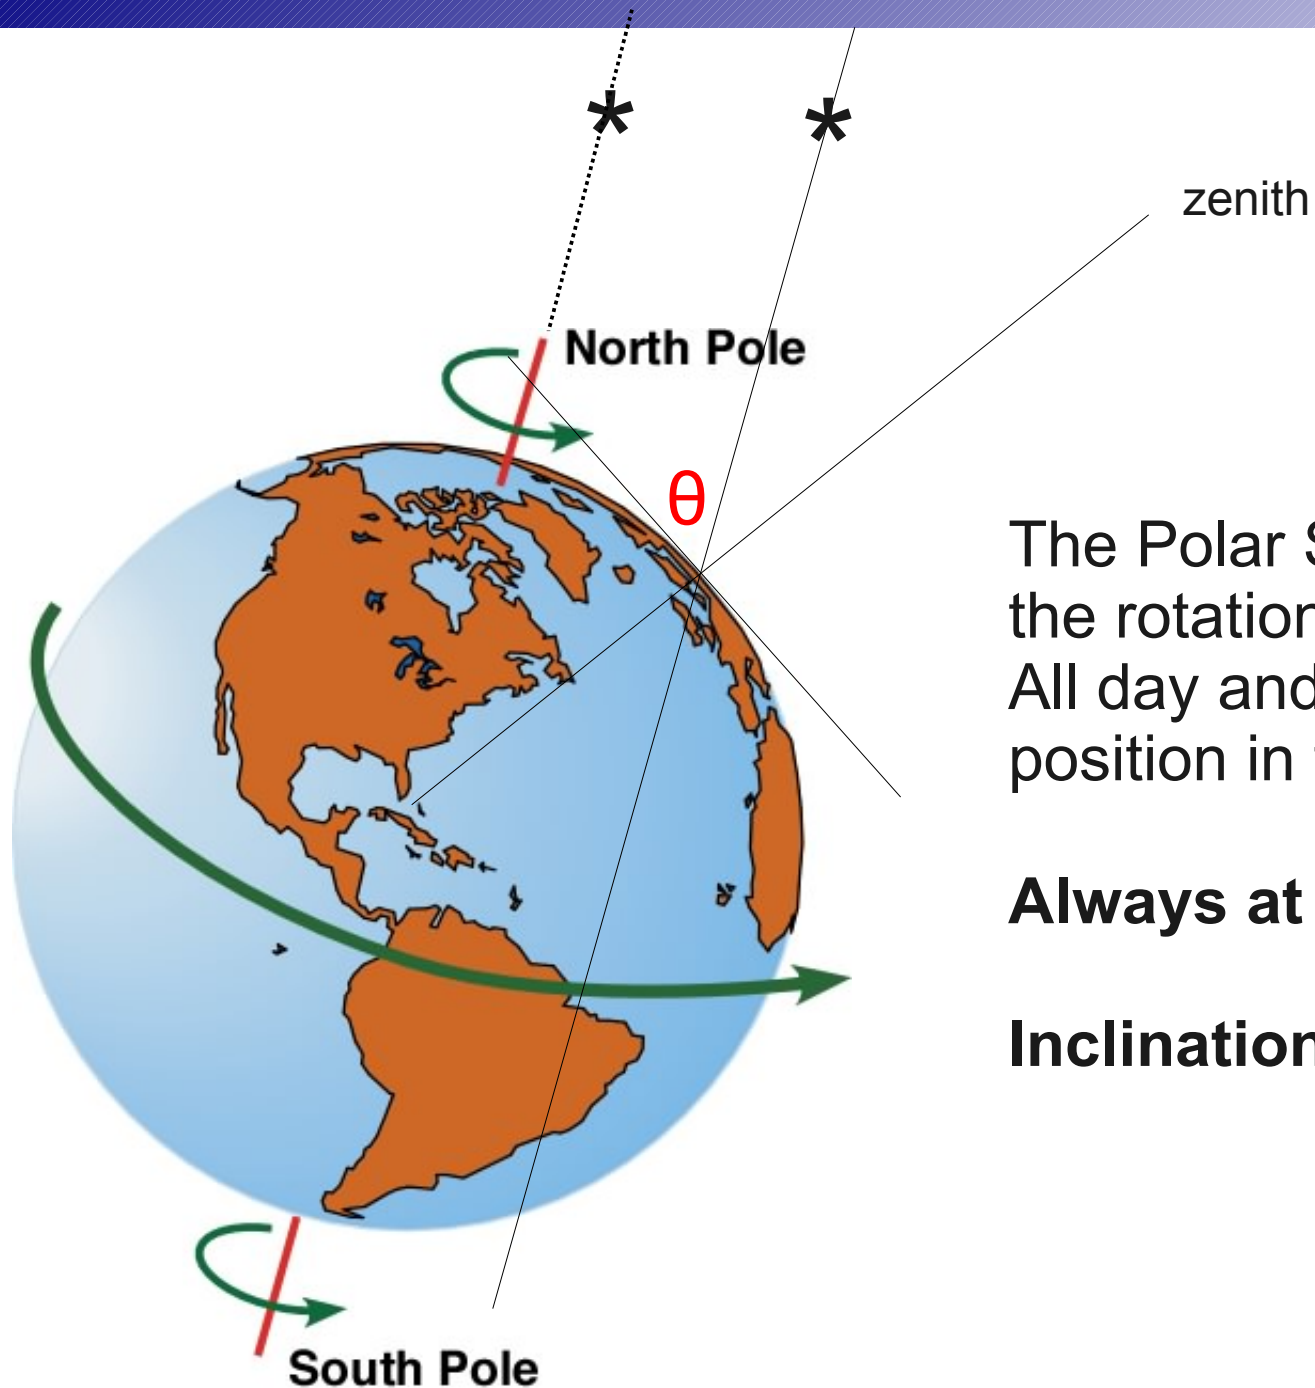 *
*
zenith
North Pole
θ
The Polar
the rotation
All day and
position in
Always at
Inclination
South Pole